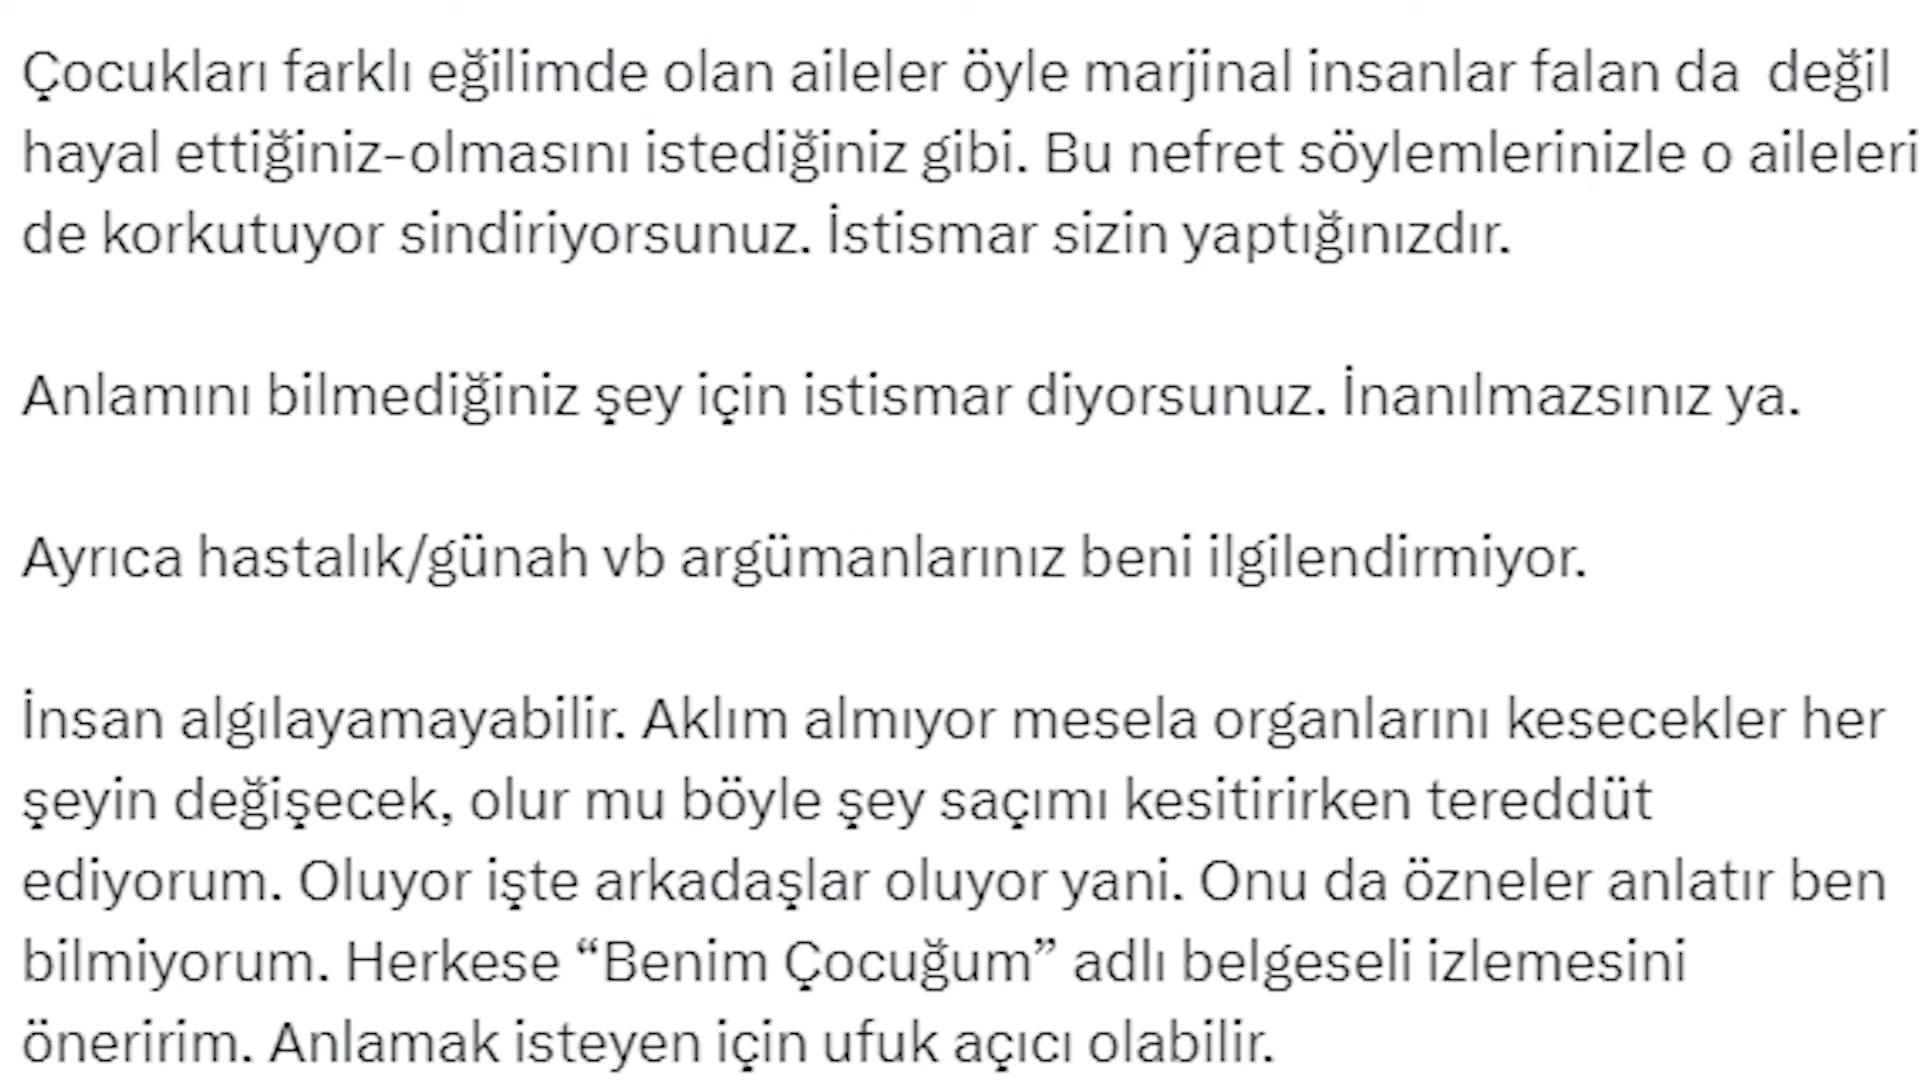 Çocukları farklı eğilimde olan aileler öyle marjinal insanlar falan da  değil
hayal ettiğiniz-olmasını istediğiniz gibi. Bu nefret söylemlerinizle o aileleri
de korkutuyor sindiriyorsunuz. İstismar sizin yaptığınızdır.
Anlamını bilmediğiniz şey için istismar diyorsunuz. İnanılmazsınız ya.
Ayrıca hastalık/günah vb argümanlarınız beni ilgilendirmiyor.
İnsan algılayamayabilir. Aklım almıyor mesela organlarını kesecekler her
şeyin değişecek, olur mu böyle şey saçımı kesitirirken tereddüt
ediyorum. Oluyor işte arkadaşlar oluyor yani. Onu da özneler anlatır ben
bilmiyorum. Herkese “Benim Çocuğum” adlı belgeseli izlemesini
öneririm. Anlamak isteyen için ufuk açıcı olabilir.